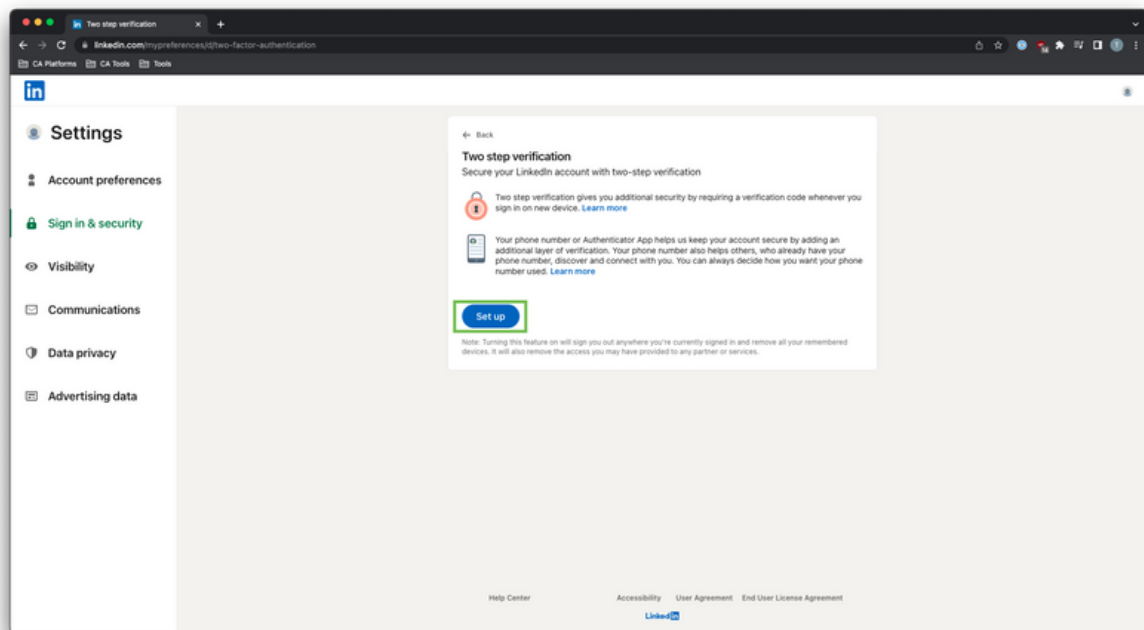 Two step verification
linkedin.com/mypreferences/d/two-factor-authentication
CA Platforms CA Tools Tools
in
Settings
Account preferences
Sign in & security
Visibility
Communications
Data privacy
Advertising data
Back
Two step verification
Secure your LinkedIn account with two-step verification
Two step verification gives you additional security by requiring a verification code whenever you
sign in on new device. Learn more
Your phone number or Authenticator App helps us keep your account secure by adding an
additional layer of verification. Your phone number also helps others, who already have your
phone number, discover and connect with you. You can always decide how you want your phone
number used. Learn more
Set up
Note: Turning this feature on will sign you out anywhere you're currently signed in and remove all your remembered
devices. It will also remove the access you may have provided to any partner or services.
Help Center Accessibility User Agreement End User License Agreement
Linked in